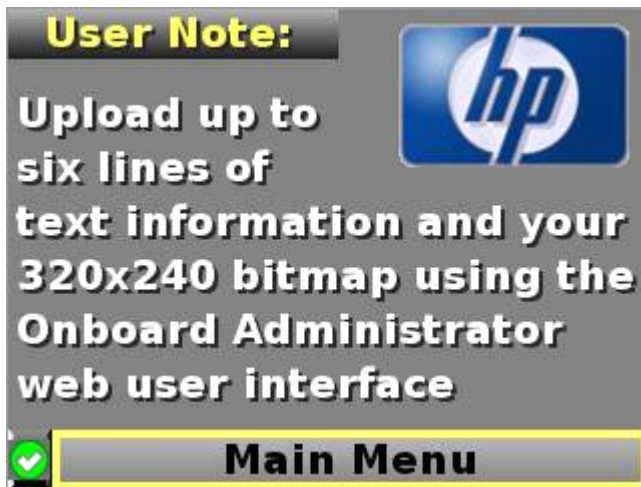 User Note:
hp
Upload up to
six lines of
text information and your
320x240 bitmap using the
Onboard Administrator
web user interface
Main Menu